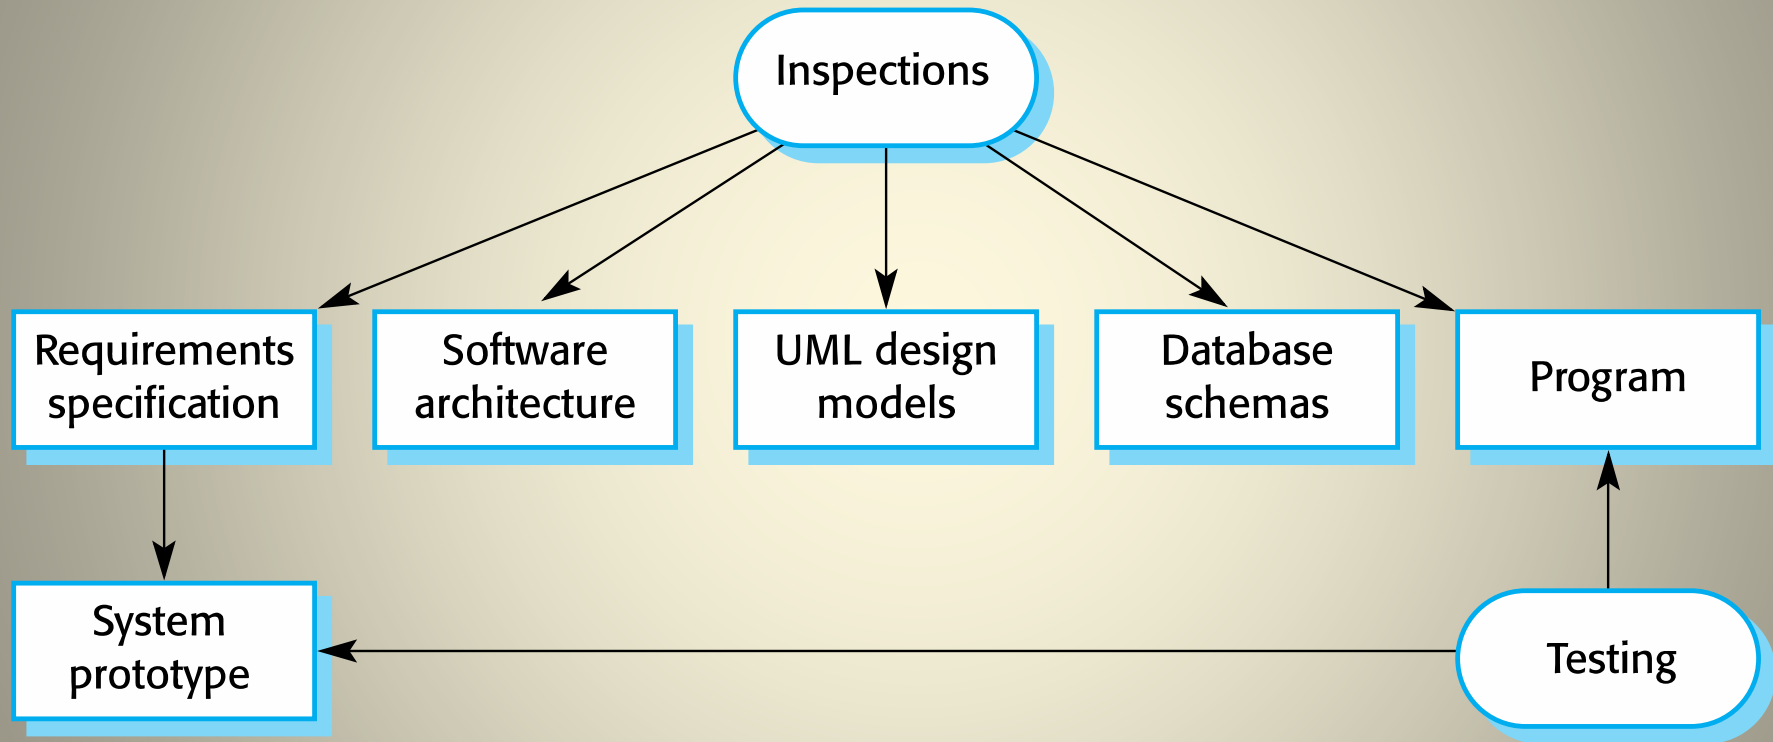 Inspections
Requirements
specification
Software
architecture
UML design
models
Database
schemas
Program
System
prototype
Testing